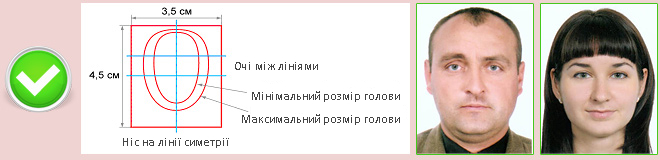 3,5 см
4,5 см
Очі між лініями
Мінімальний розмір голови
Максимальний розмір голови
Ніс на лінії симетрії